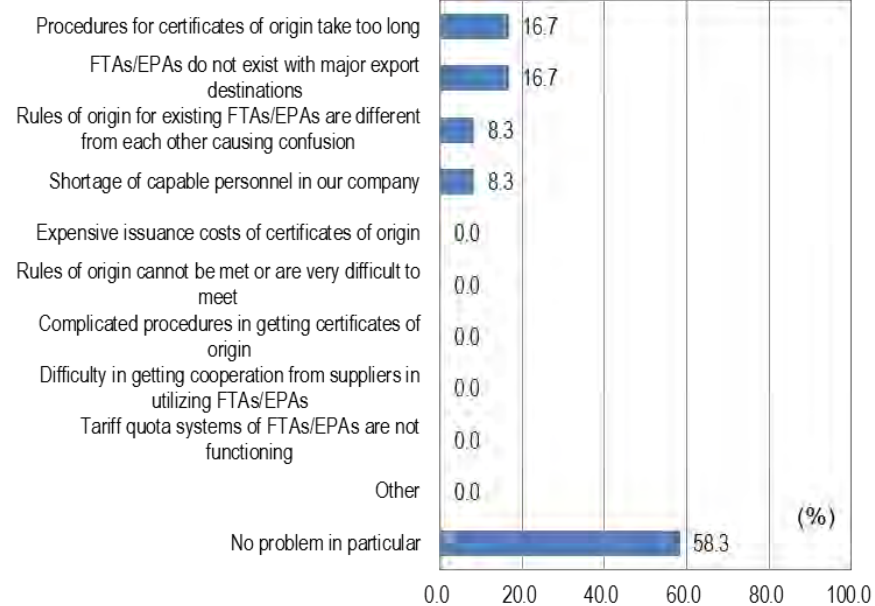 Procedures for certificates of origin take too long
16.7
FTAs/EPAs do not exist with major export
destinations
16.7
Rules of origin for existing FTAs/EPAs are different
from each other causing confusion
8.3
Shortage of capable personnel in our company
8.3
Expensive issuance costs of certificates of origin
0.0
Rules of origin cannot be met or are very difficult to
meet
0.0
Complicated procedures in getting certificates of
origin
0.0
Difficulty in getting cooperation from suppliers in
utilizing FTAs/EPAs
0.0
Tariff quota systems of FTAs/EPAs are not
functioning
0.0
Other
0.0
(%)
No problem in particular
58.3
0.0 20.0 40.0 60.0 80.0 100.0